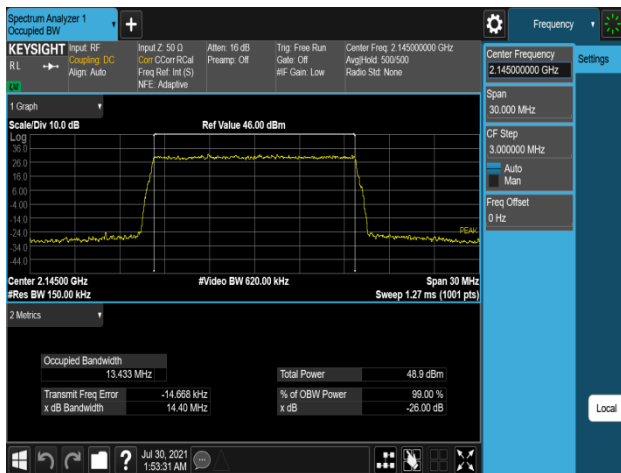 Spectrum Analyzer 1
Occupied BW
Frequency
KEYSIGHT
Input: RF
Input Z: 50 Ω
Atten: 16 dB
Trig: Free Run
Center Freq: 2.145000000 GHz
R L
Coupling: DC
Corr CCorr RCal
Preamp: Off
Gate: Off
Avg|Hold: 500/500
Align: Auto
Freq Ref: Int (S)
#IF Gain: Low
Radio Std: None
NFE: Adaptive
Center Frequency
2.145000000 GHz
Settings
Span
30.000 MHz
CF Step
3.000000 MHz
Auto
Man
Freq Offset
0 Hz
1 Graph
Scale/Div 10.0 dB
Ref Value 46.00 dBm
Log
36.0
26.0
16.0
6.00
-4.00
-14.0
-24.0
-34.0
-44.0
PEAK
Center 2.14500 GHz
#Video BW 620.00 kHz
Span 30 MHz
#Res BW 150.00 kHz
Sweep 1.27 ms (1001 pts)
2 Metrics
Occupied Bandwidth
13.433 MHz
Total Power
48.9 dBm
Transmit Freq Error
-14.668 kHz
% of OBW Power
99.00 %
x dB Bandwidth
14.40 MHz
x dB
-26.00 dB
Local
?
Jul 30, 2021
1:53:31 AM